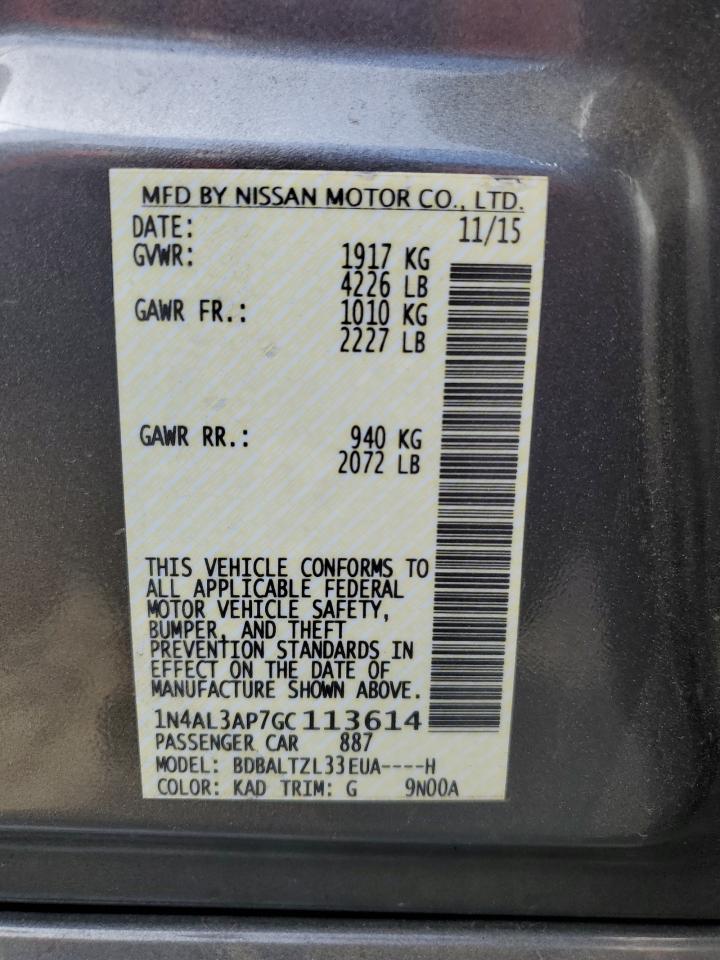 MFD BY NISSAN MOTOR CO., LTD.
DATE: 11/15
GVWR: 1917 KG
4226 LB
GAWR FR.: 1010 KG
2227 LB
GAWR RR.: 940 KG
2072 LB
THIS VEHICLE CONFORMS TO
ALL APPLICABLE FEDERAL
MOTOR VEHICLE SAFETY,
BUMPER, AND THEFT
PREVENTION STANDARDS IN
EFFECT ON THE DATE OF
MANUFACTURE SHOWN ABOVE.
1N4AL3AP7GC113614
PASSENGER CAR 887
MODEL: BDBALTZL33EUA----H
COLOR: KAD TRIM: G 9N00A